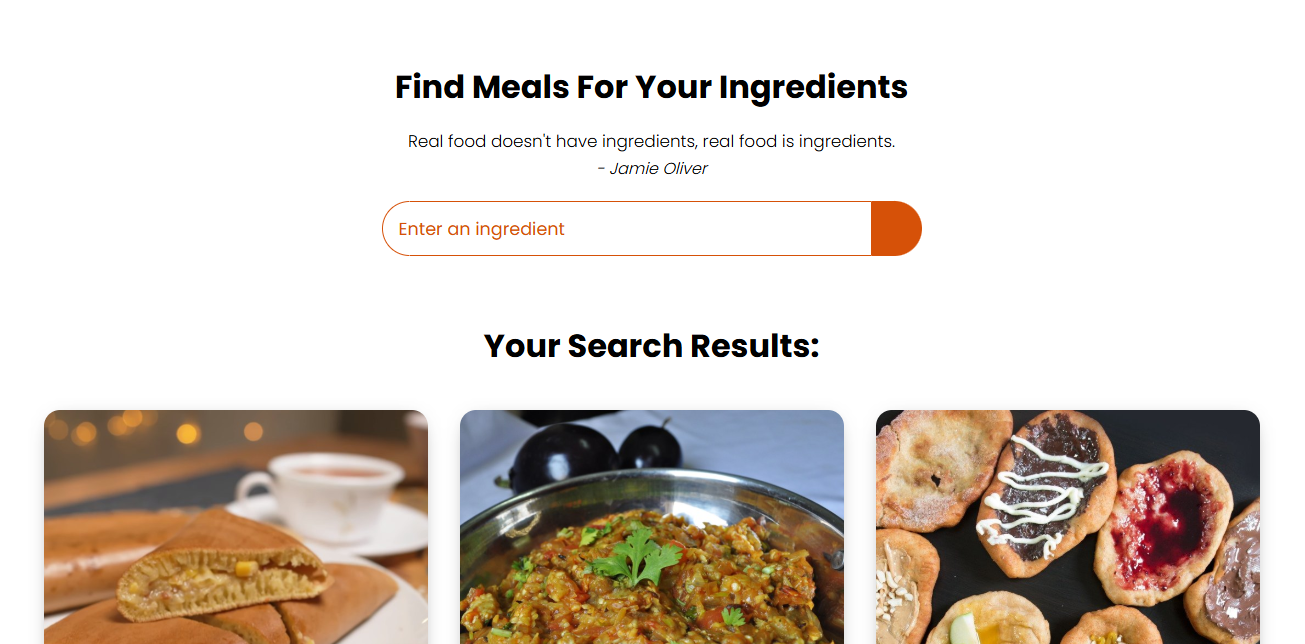 Find Meals For Your Ingredients
Real food doesn't have ingredients, real food is ingredients.
- Jamie Oliver
Enter an ingredient
Your Search Results: